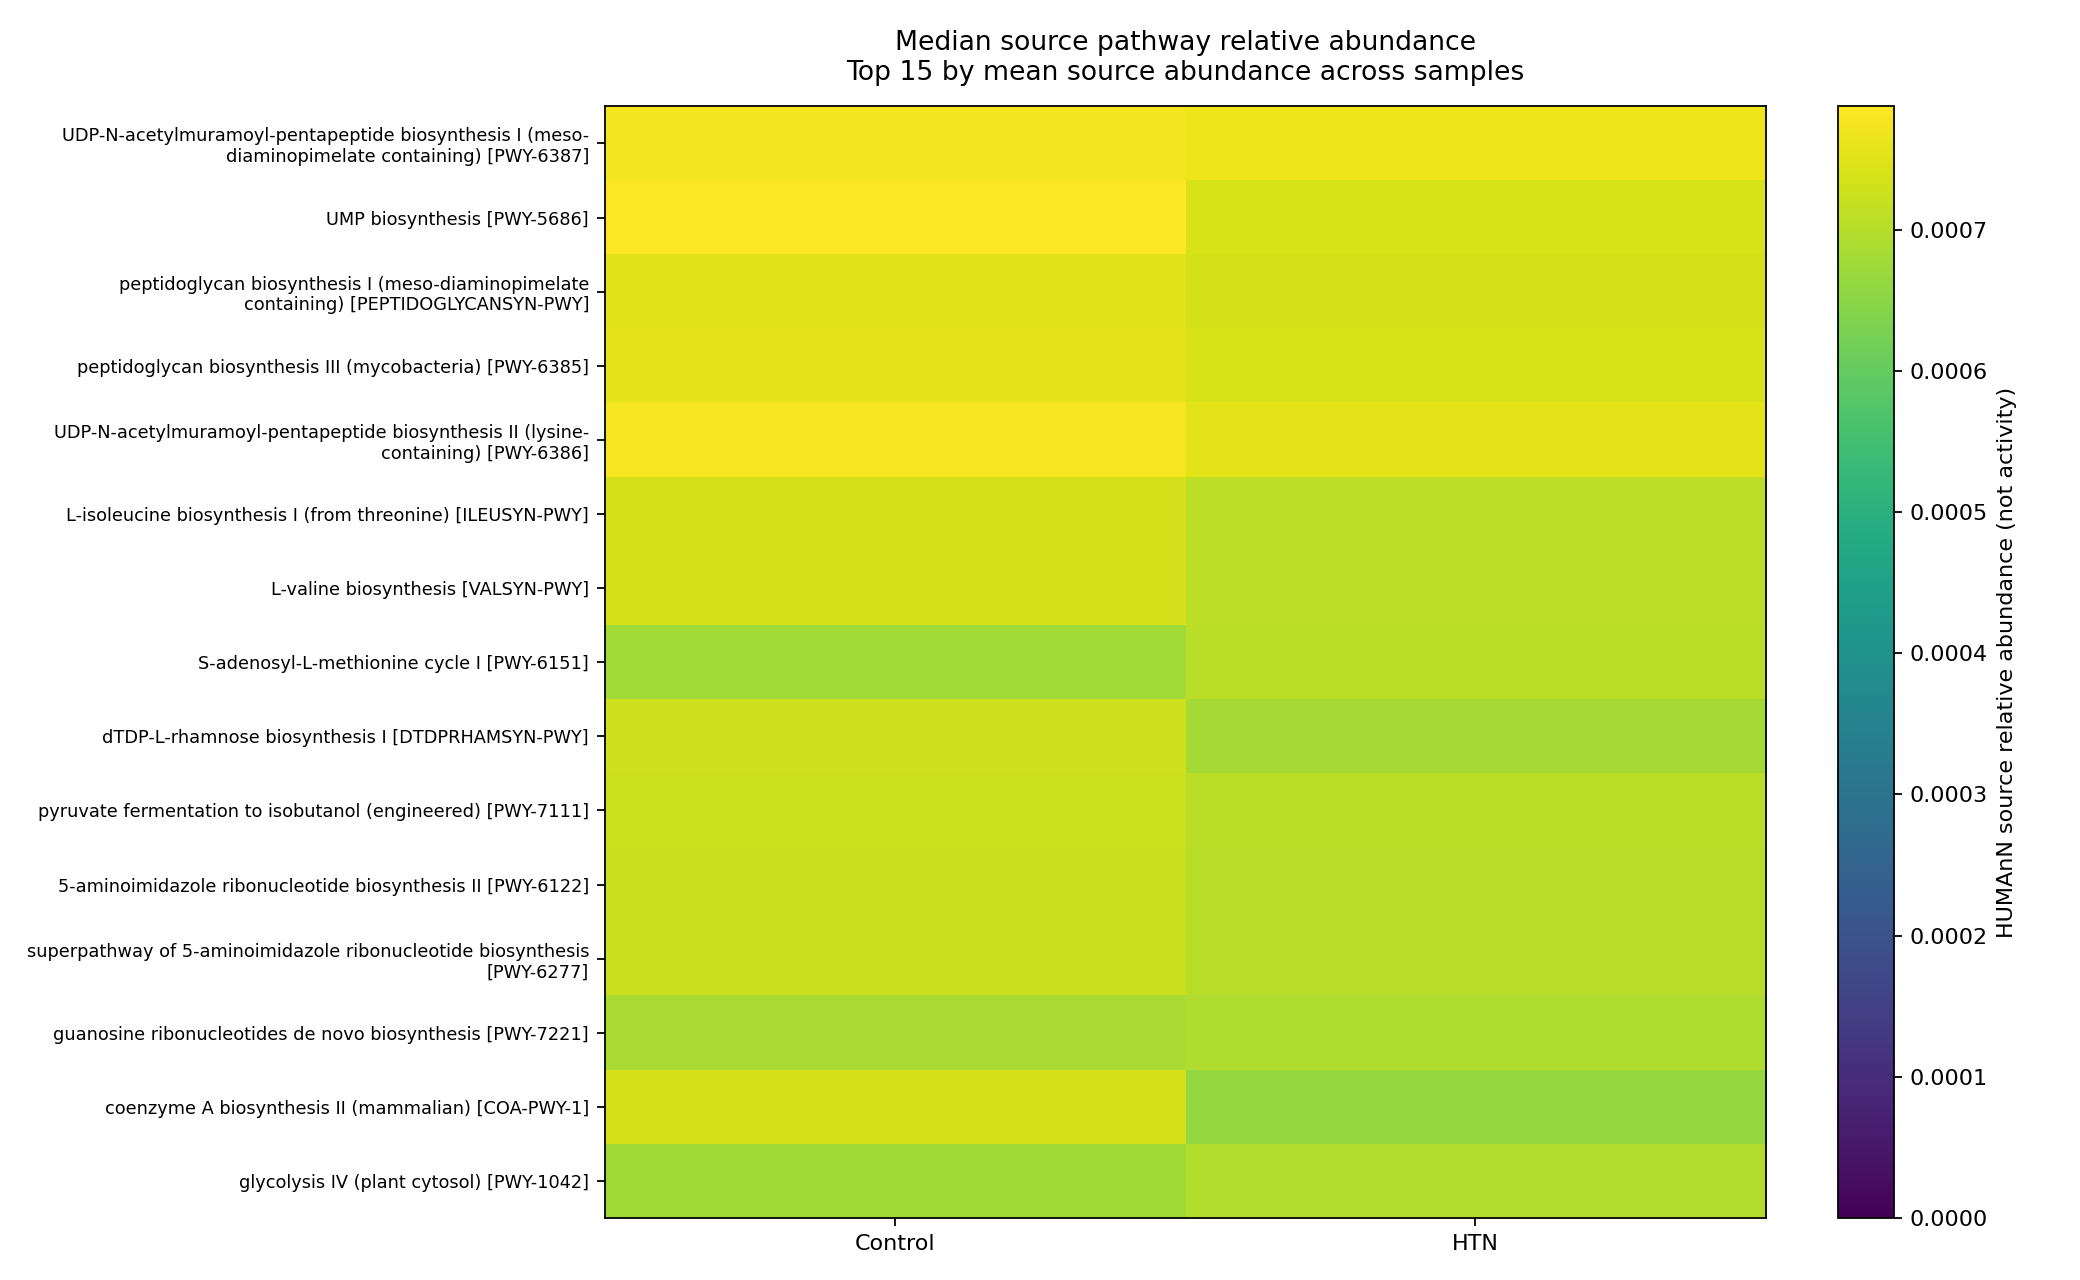 Median source pathway relative abundance
Top 15 by mean source abundance across samples
UDP-N-acetylmuramoyl-pentapeptide biosynthesis I (meso-
diaminopimelate containing) [PWY-6387]
UMP biosynthesis [PWY-5686]
peptidoglycan biosynthesis I (meso-diaminopimelate
containing) [PEPTIDOGLYCANSYN-PWY]
peptidoglycan biosynthesis III (mycobacteria) [PWY-6385]
UDP-N-acetylmuramoyl-pentapeptide biosynthesis II (lysine-
containing) [PWY-6386]
L-isoleucine biosynthesis I (from threonine) [ILEUSYN-PWY]
L-valine biosynthesis [VALSYN-PWY]
S-adenosyl-L-methionine cycle I [PWY-6151]
dTDP-L-rhamnose biosynthesis I [DTDPRHAMSYN-PWY]
pyruvate fermentation to isobutanol (engineered) [PWY-7111]
5-aminoimidazole ribonucleotide biosynthesis II [PWY-6122]
superpathway of 5-aminoimidazole ribonucleotide biosynthesis
[PWY-6277]
guanosine ribonucleotides de novo biosynthesis [PWY-7221]
coenzyme A biosynthesis II (mammalian) [COA-PWY-1]
glycolysis IV (plant cytosol) [PWY-1042]
Control
HTN
0.0007
0.0006
0.0005
0.0004
0.0003
0.0002
0.0001
0.0000
HUMAnN source relative abundance (not activity)